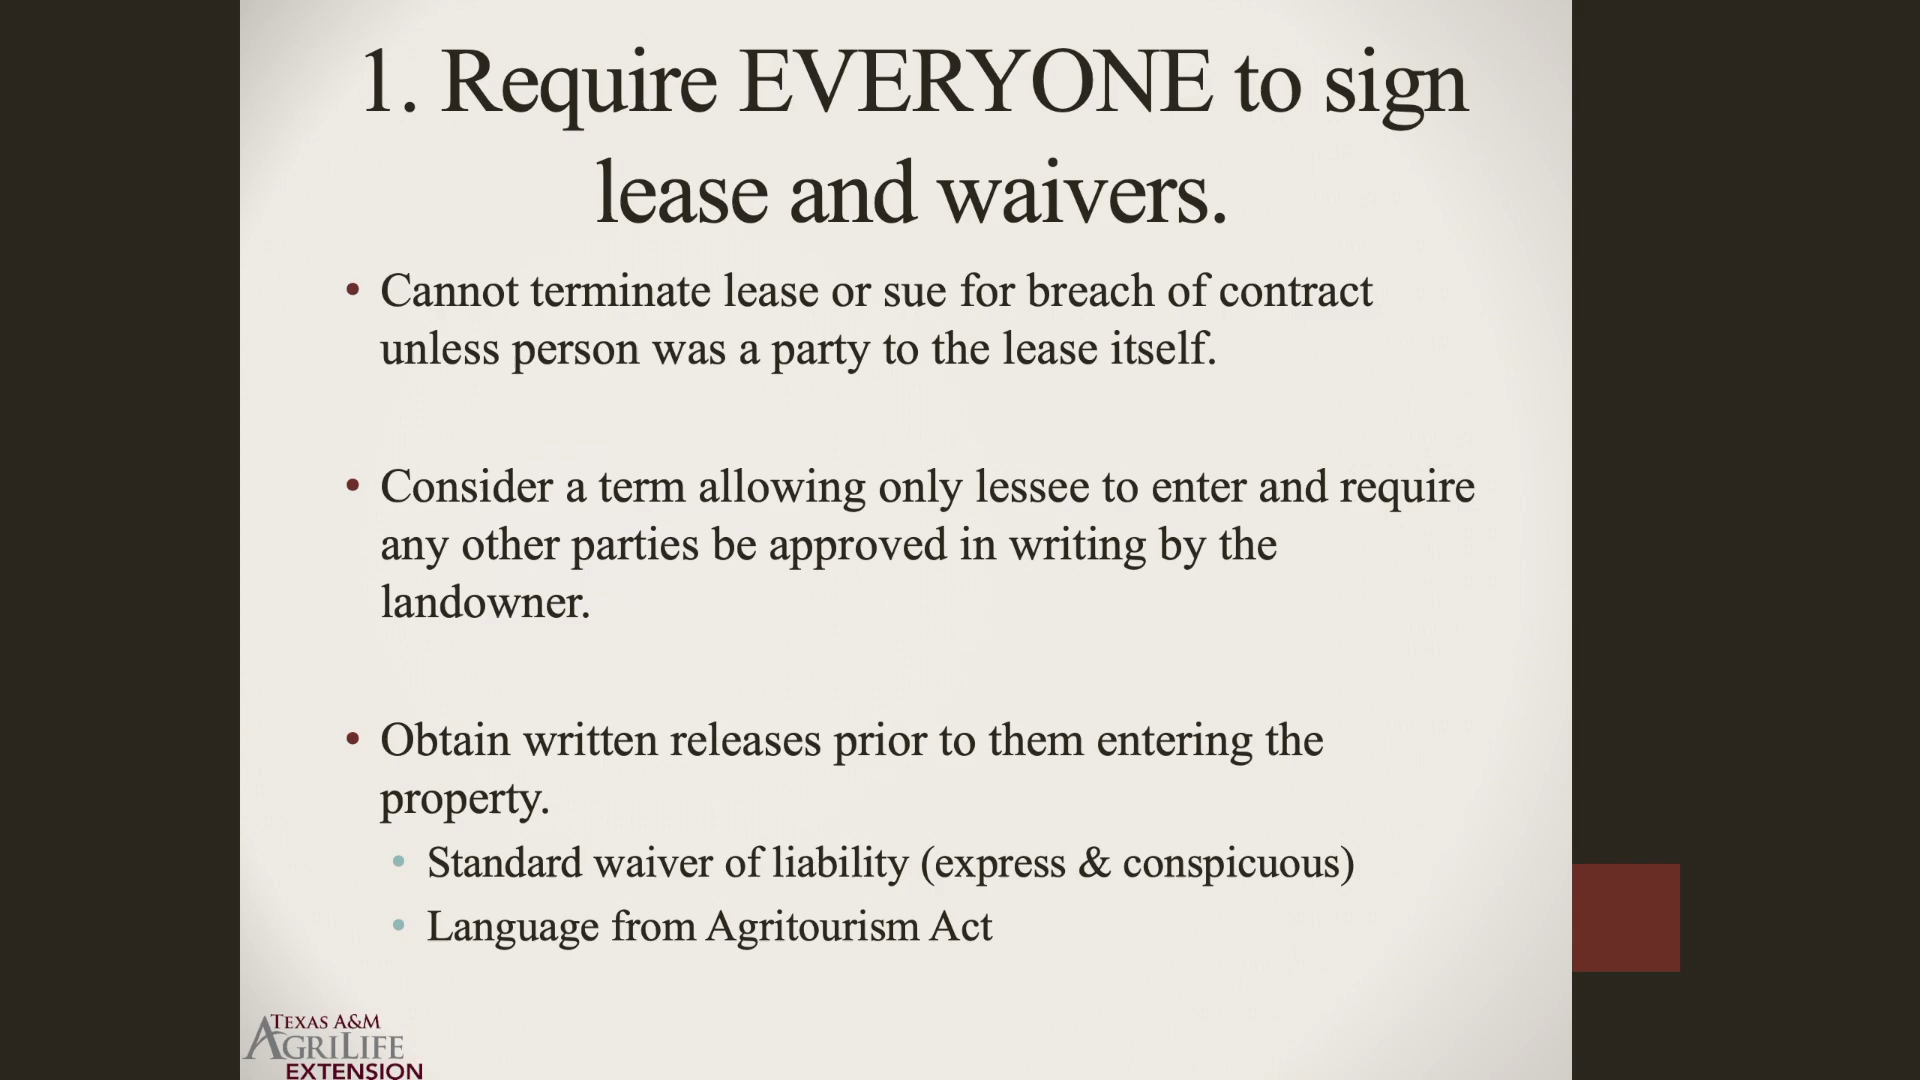 1. Require EVERYONE to sign
lease and waivers.
• Cannot terminate lease or sue for breach of contract
unless person was a party to the lease itself.
• Consider a term allowing only lessee to enter and require
any other parties be approved in writing by the
landowner.
• Obtain written releases prior to them entering the
property.
• Standard waiver of liability (express & conspicuous)
• Language from Agritourism Act
TEXAS A&M
AGRILIFE
EXTENSION